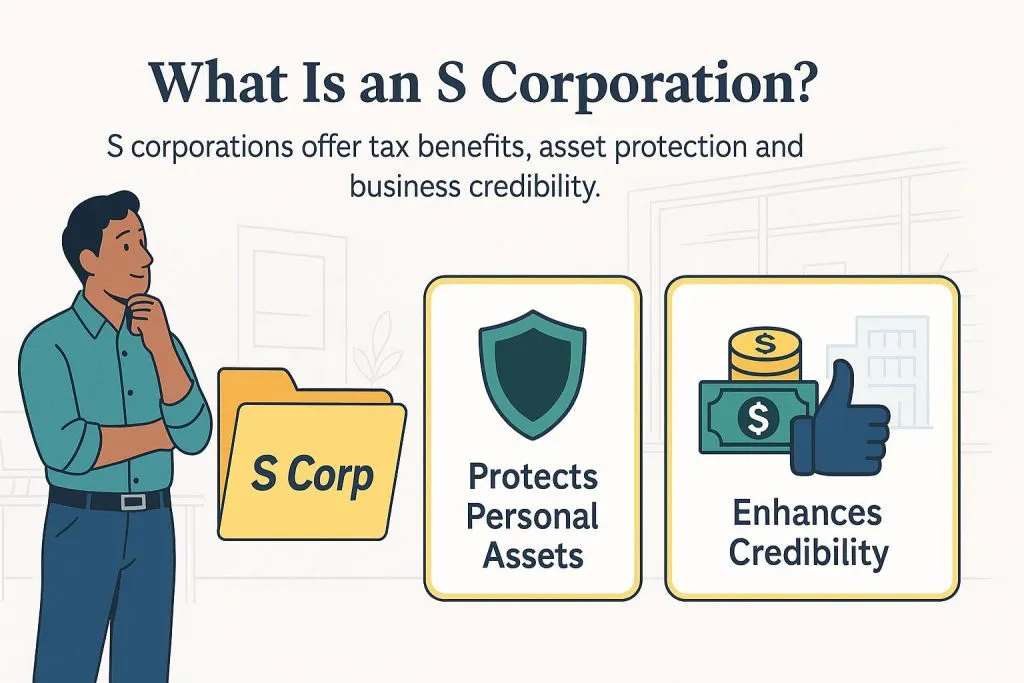 What Is an S Corporation?
S corporations offer tax benefits, asset protection and
business credibility.
S Corp
Protects
Personal
Assets
$
$
Enhances
Credibility